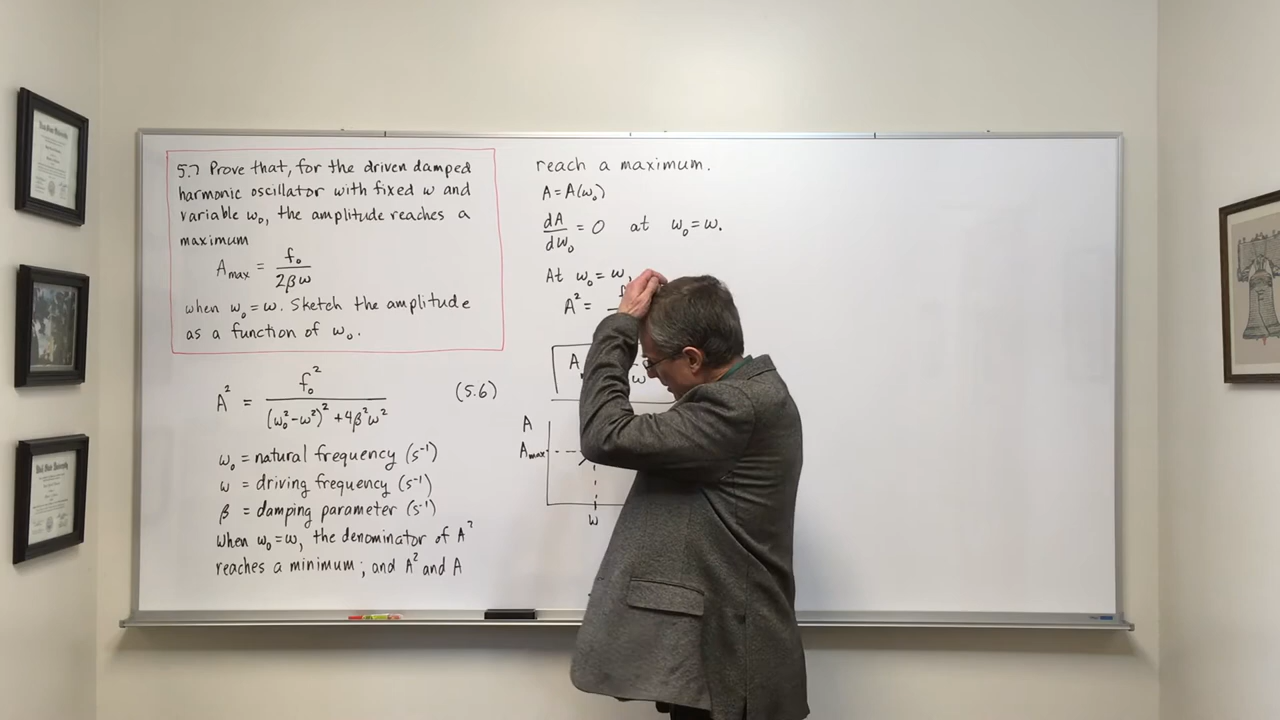 5.7 Prove that, for the driven damped
harmonic oscillator with fixed ω and
variable ω₀, the amplitude reaches a
maximum
A_max = f₀ / 2βω
when ω₀ = ω. Sketch the amplitude
as a function of ω₀.
A² = f₀² / ((ω₀² - ω²)² + 4β²ω²) (5.6)
ω₀ = natural frequency (s⁻¹)
ω = driving frequency (s⁻¹)
β = damping parameter (s⁻¹)
When ω₀ = ω, the denominator of A²
reaches a minimum; and A² and A
reach a maximum.
A = A(ω₀)
dA/dω₀ = 0 at ω₀ = ω.
At ω₀ = ω,
A² =
A
ω
A
A_max
ω